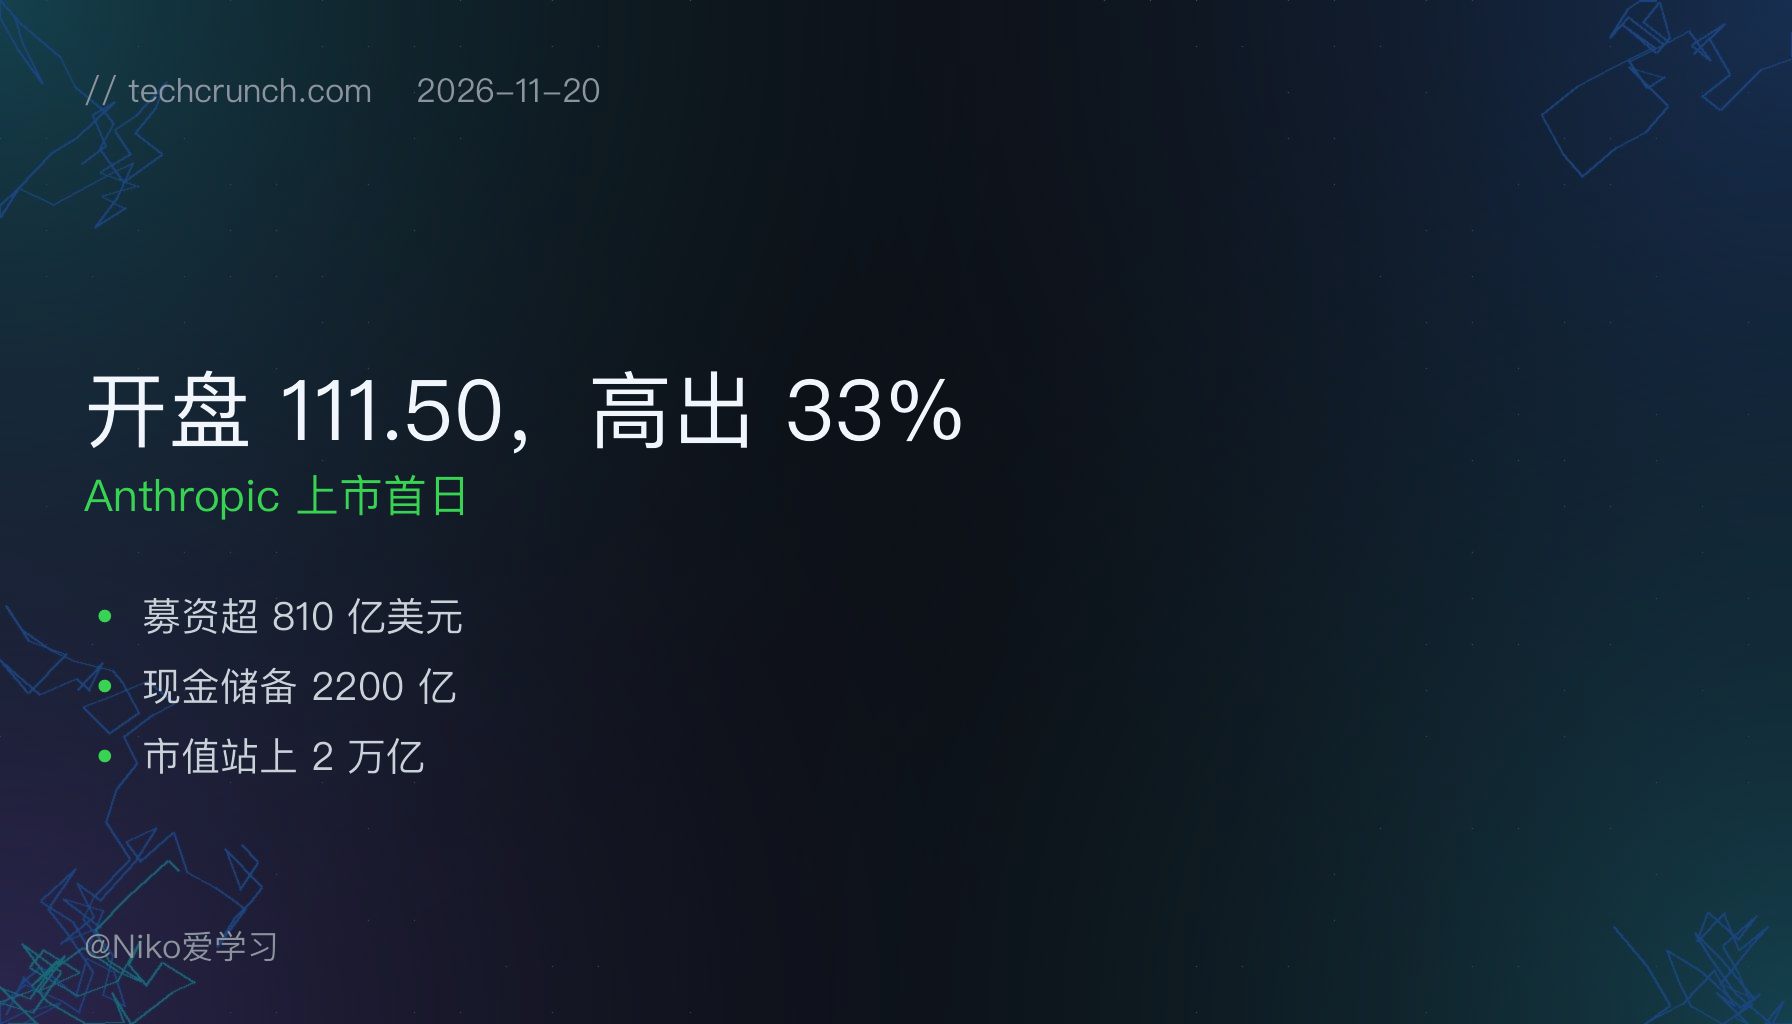 // techcrunch.com 2026-11-20
开盘 111.50，高出 33%
Anthropic 上市首日
• 募资超 810 亿美元
• 现金储备 2200 亿
• 市值站上 2 万亿
@Niko爱学习